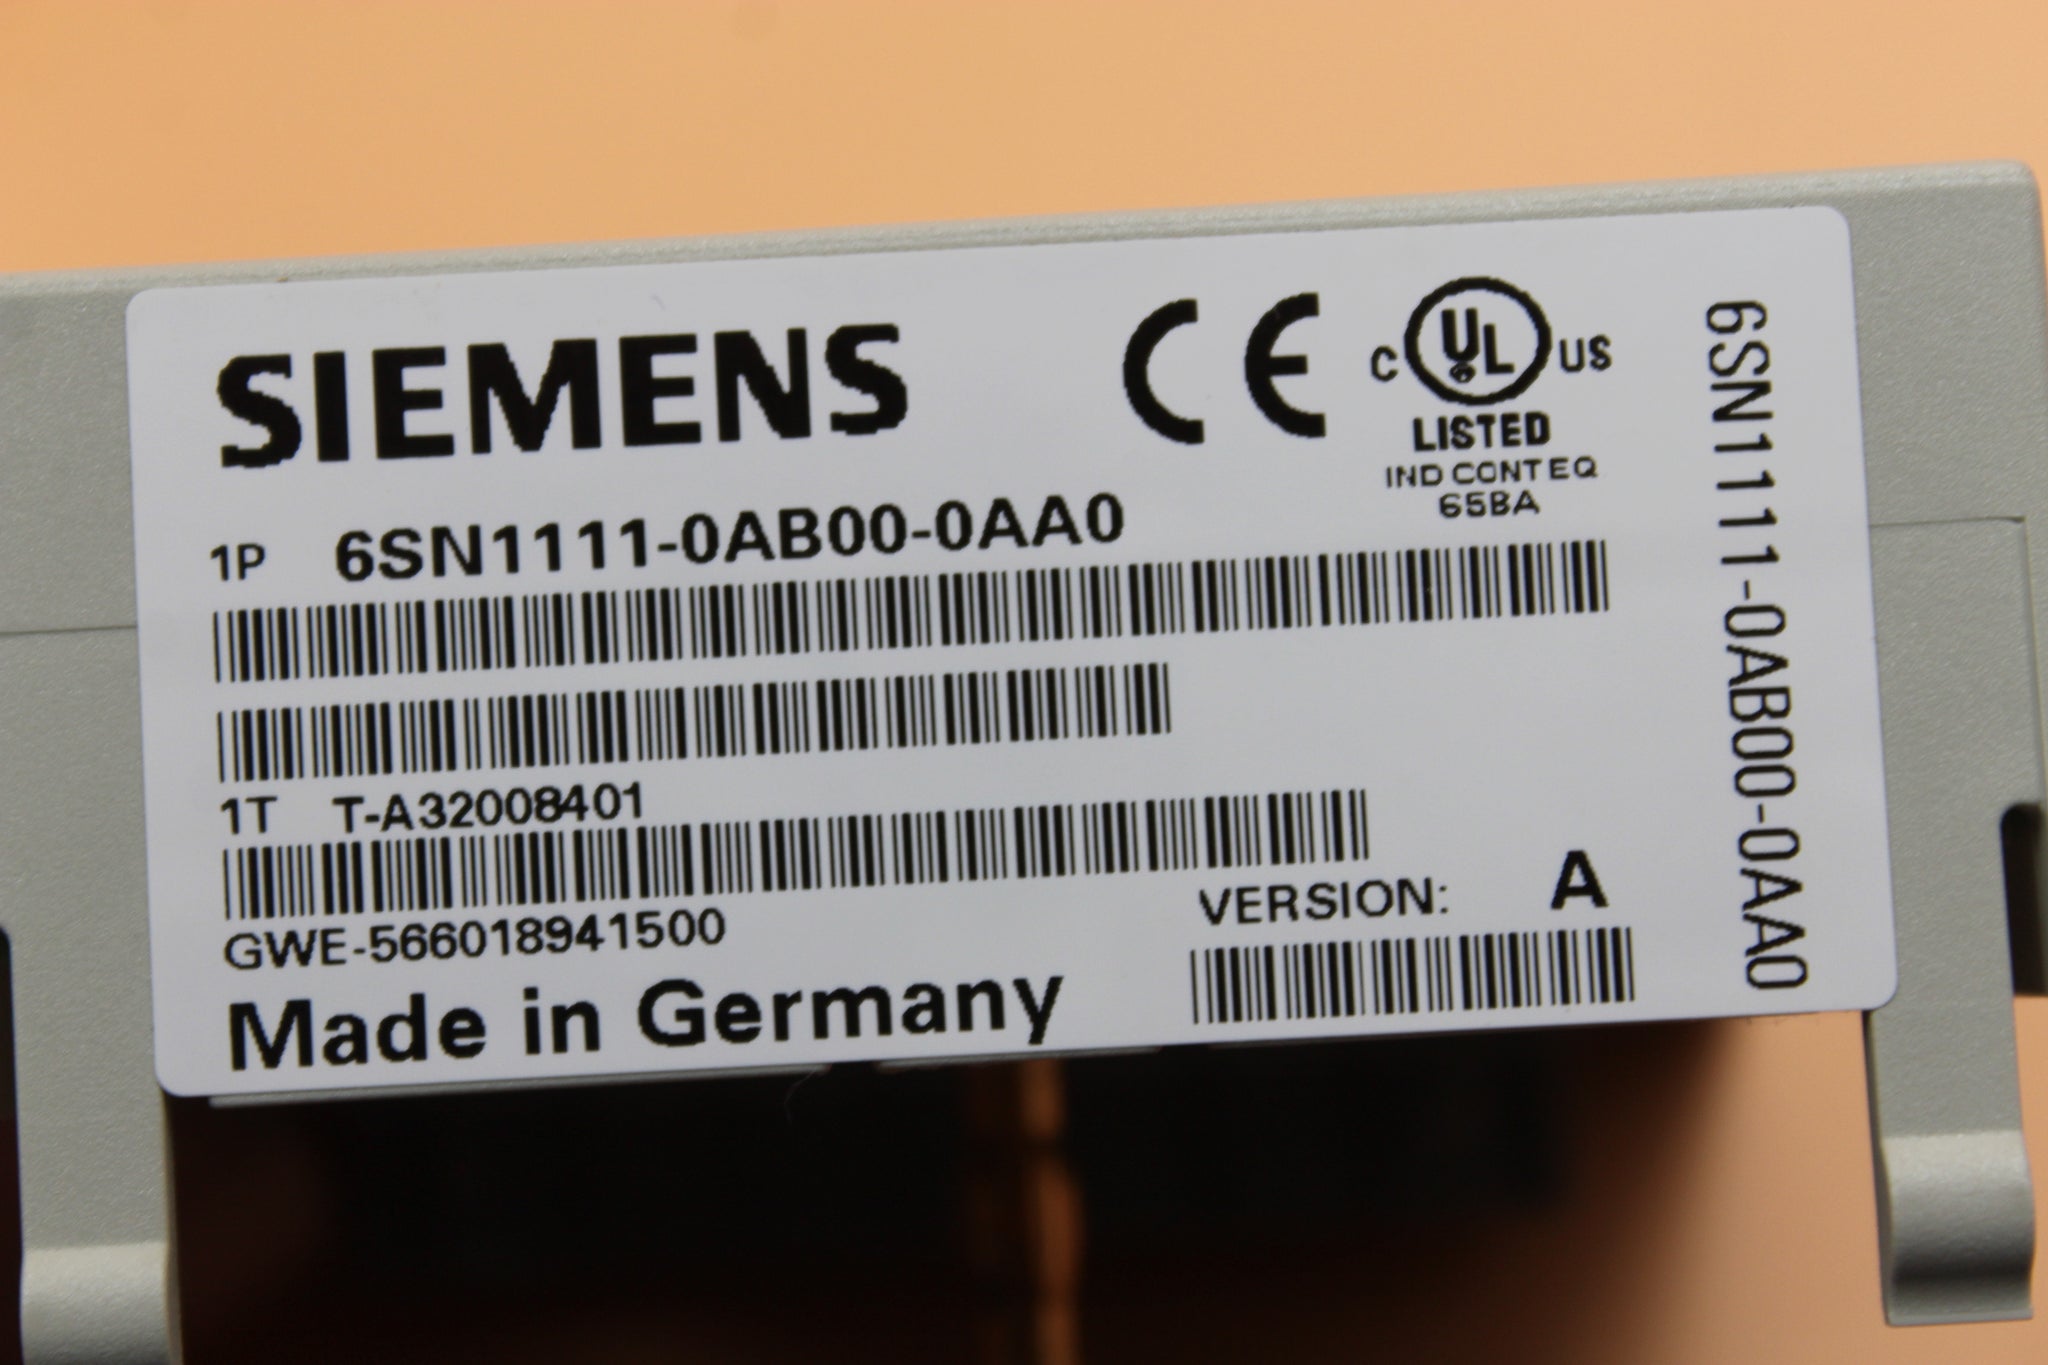 SIEMENS
CE
C UL US
LISTED
IND CONT EQ
65BA
1P 6SN1111-0AB00-0AA0
1T T-A32008401
GWE-566018941500
VERSION: A
Made in Germany
6SN1111-0AB00-0AA0